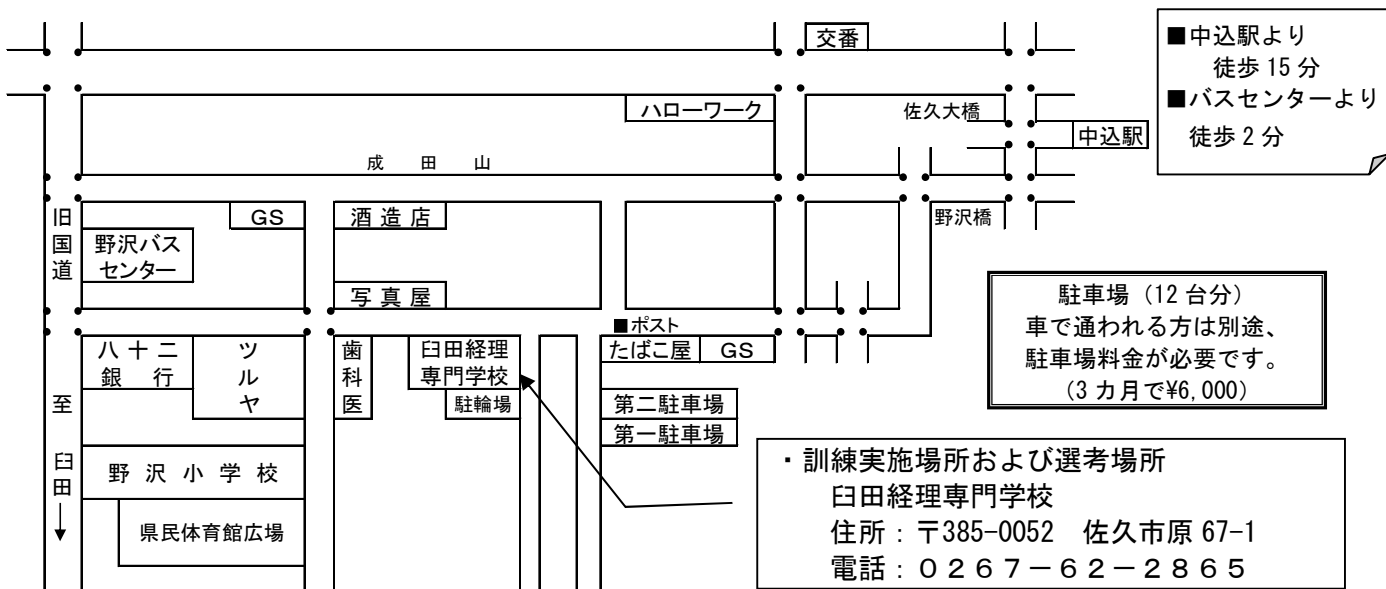 交番
■中込駅より
徒歩 15 分
■バスセンターより
徒歩 2 分
ハローワーク
佐久大橋
中込駅
成 田 山
旧国道
GS
酒 造 店
野沢橋
野沢バス
センター
写 真 屋
駐車場（12 台分）
車で通われる方は別途、
駐車場料金が必要です。
(3 カ月で¥6,000)
■ポスト
八 十 二
銀 行
ツルヤ
歯科医
臼田経理
専門学校
たばこ屋
GS
駐輪場
第二駐車場
第一駐車場
至 臼田
野 沢 小 学 校
県民体育館広場
・訓練実施場所および選考場所
臼田経理専門学校
住所：〒385-0052 佐久市原 67-1
電話：０２６７－６２－２８６５